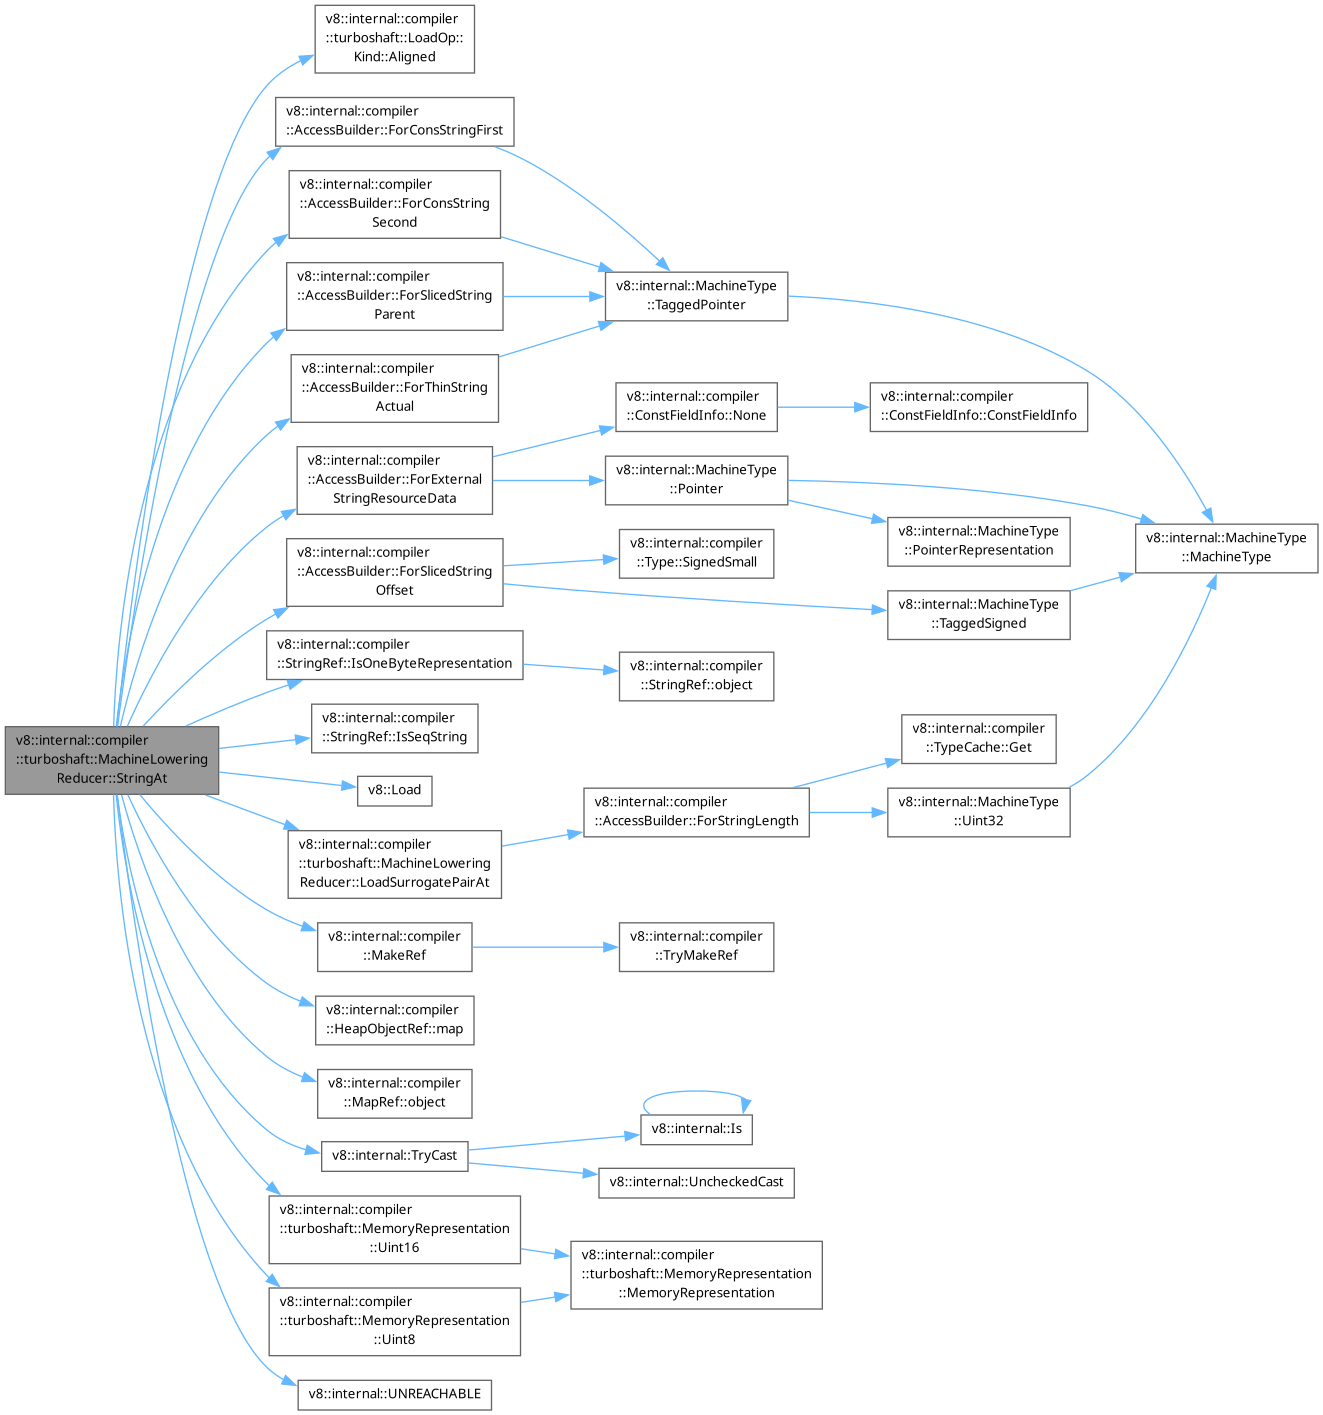 v8::internal::compiler
::turboshaft::LoadOp::
Kind::Aligned
v8::internal::compiler
::AccessBuilder::ForConsStringFirst
v8::internal::compiler
::AccessBuilder::ForConsString
Second
v8::internal::compiler
::AccessBuilder::ForSlicedString
Parent
v8::internal::MachineType
::TaggedPointer
v8::internal::compiler
::AccessBuilder::ForThinString
Actual
v8::internal::compiler
::ConstFieldInfo::None
v8::internal::compiler
::ConstFieldInfo::ConstFieldInfo
v8::internal::compiler
::AccessBuilder::ForExternal
StringResourceData
v8::internal::MachineType
::Pointer
v8::internal::MachineType
::PointerRepresentation
v8::internal::MachineType
::MachineType
v8::internal::compiler
::AccessBuilder::ForSlicedString
Offset
v8::internal::compiler
::Type::SignedSmall
v8::internal::MachineType
::TaggedSigned
v8::internal::compiler
::StringRef::IsOneByteRepresentation
v8::internal::compiler
::StringRef::object
v8::internal::compiler
::StringRef::IsSeqString
v8::internal::compiler
::turboshaft::MachineLowering
Reducer::StringAt
v8::internal::compiler
::TypeCache::Get
v8::Load
v8::internal::compiler
::AccessBuilder::ForStringLength
v8::internal::MachineType
::Uint32
v8::internal::compiler
::turboshaft::MachineLowering
Reducer::LoadSurrogatePairAt
v8::internal::compiler
::MakeRef
v8::internal::compiler
::TryMakeRef
v8::internal::compiler
::HeapObjectRef::map
v8::internal::compiler
::MapRef::object
v8::internal::TryCast
v8::internal::Is
v8::internal::UncheckedCast
v8::internal::compiler
::turboshaft::MemoryRepresentation
::Uint16
v8::internal::compiler
::turboshaft::MemoryRepresentation
::MemoryRepresentation
v8::internal::compiler
::turboshaft::MemoryRepresentation
::Uint8
v8::internal::UNREACHABLE